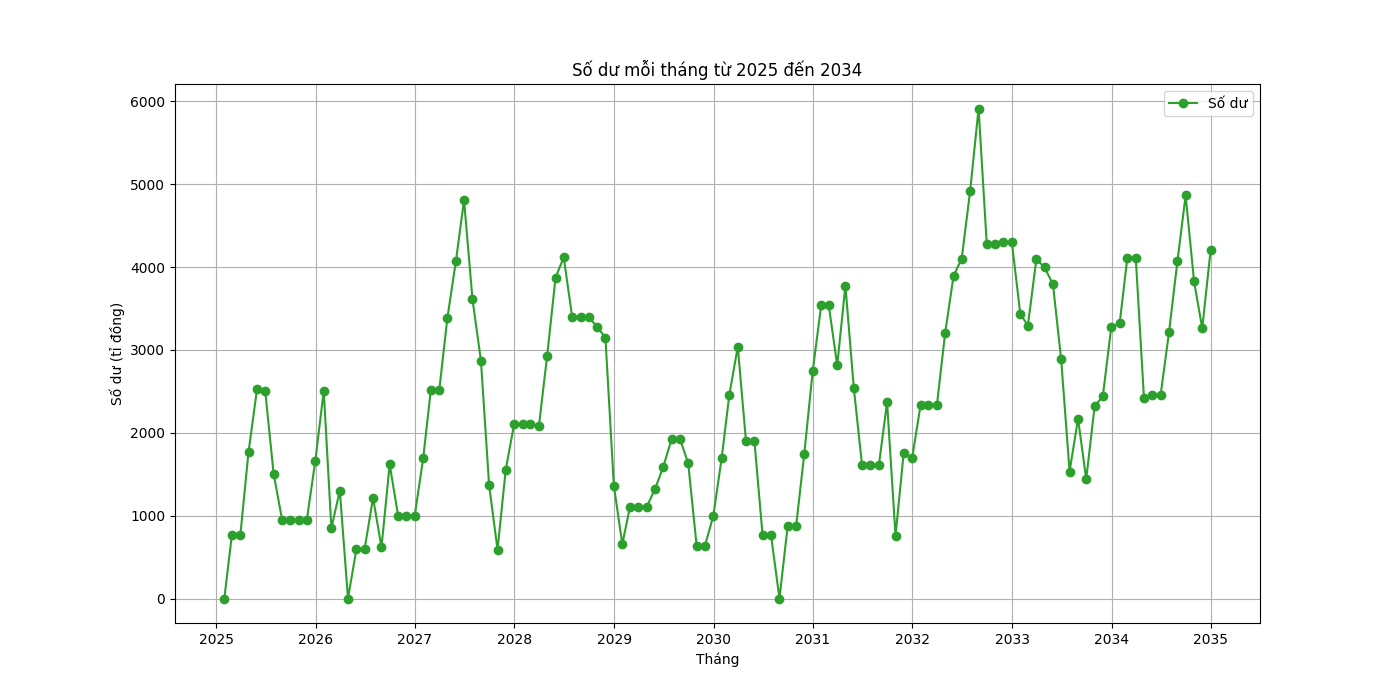 Số dư mỗi tháng từ 2025 đến 2034
Số dư
6000
5000
4000
3000
2000
1000
0
Số dư (tỉ đồng)
2025 2026 2027 2028 2029 2030 2031 2032 2033 2034 2035
Tháng